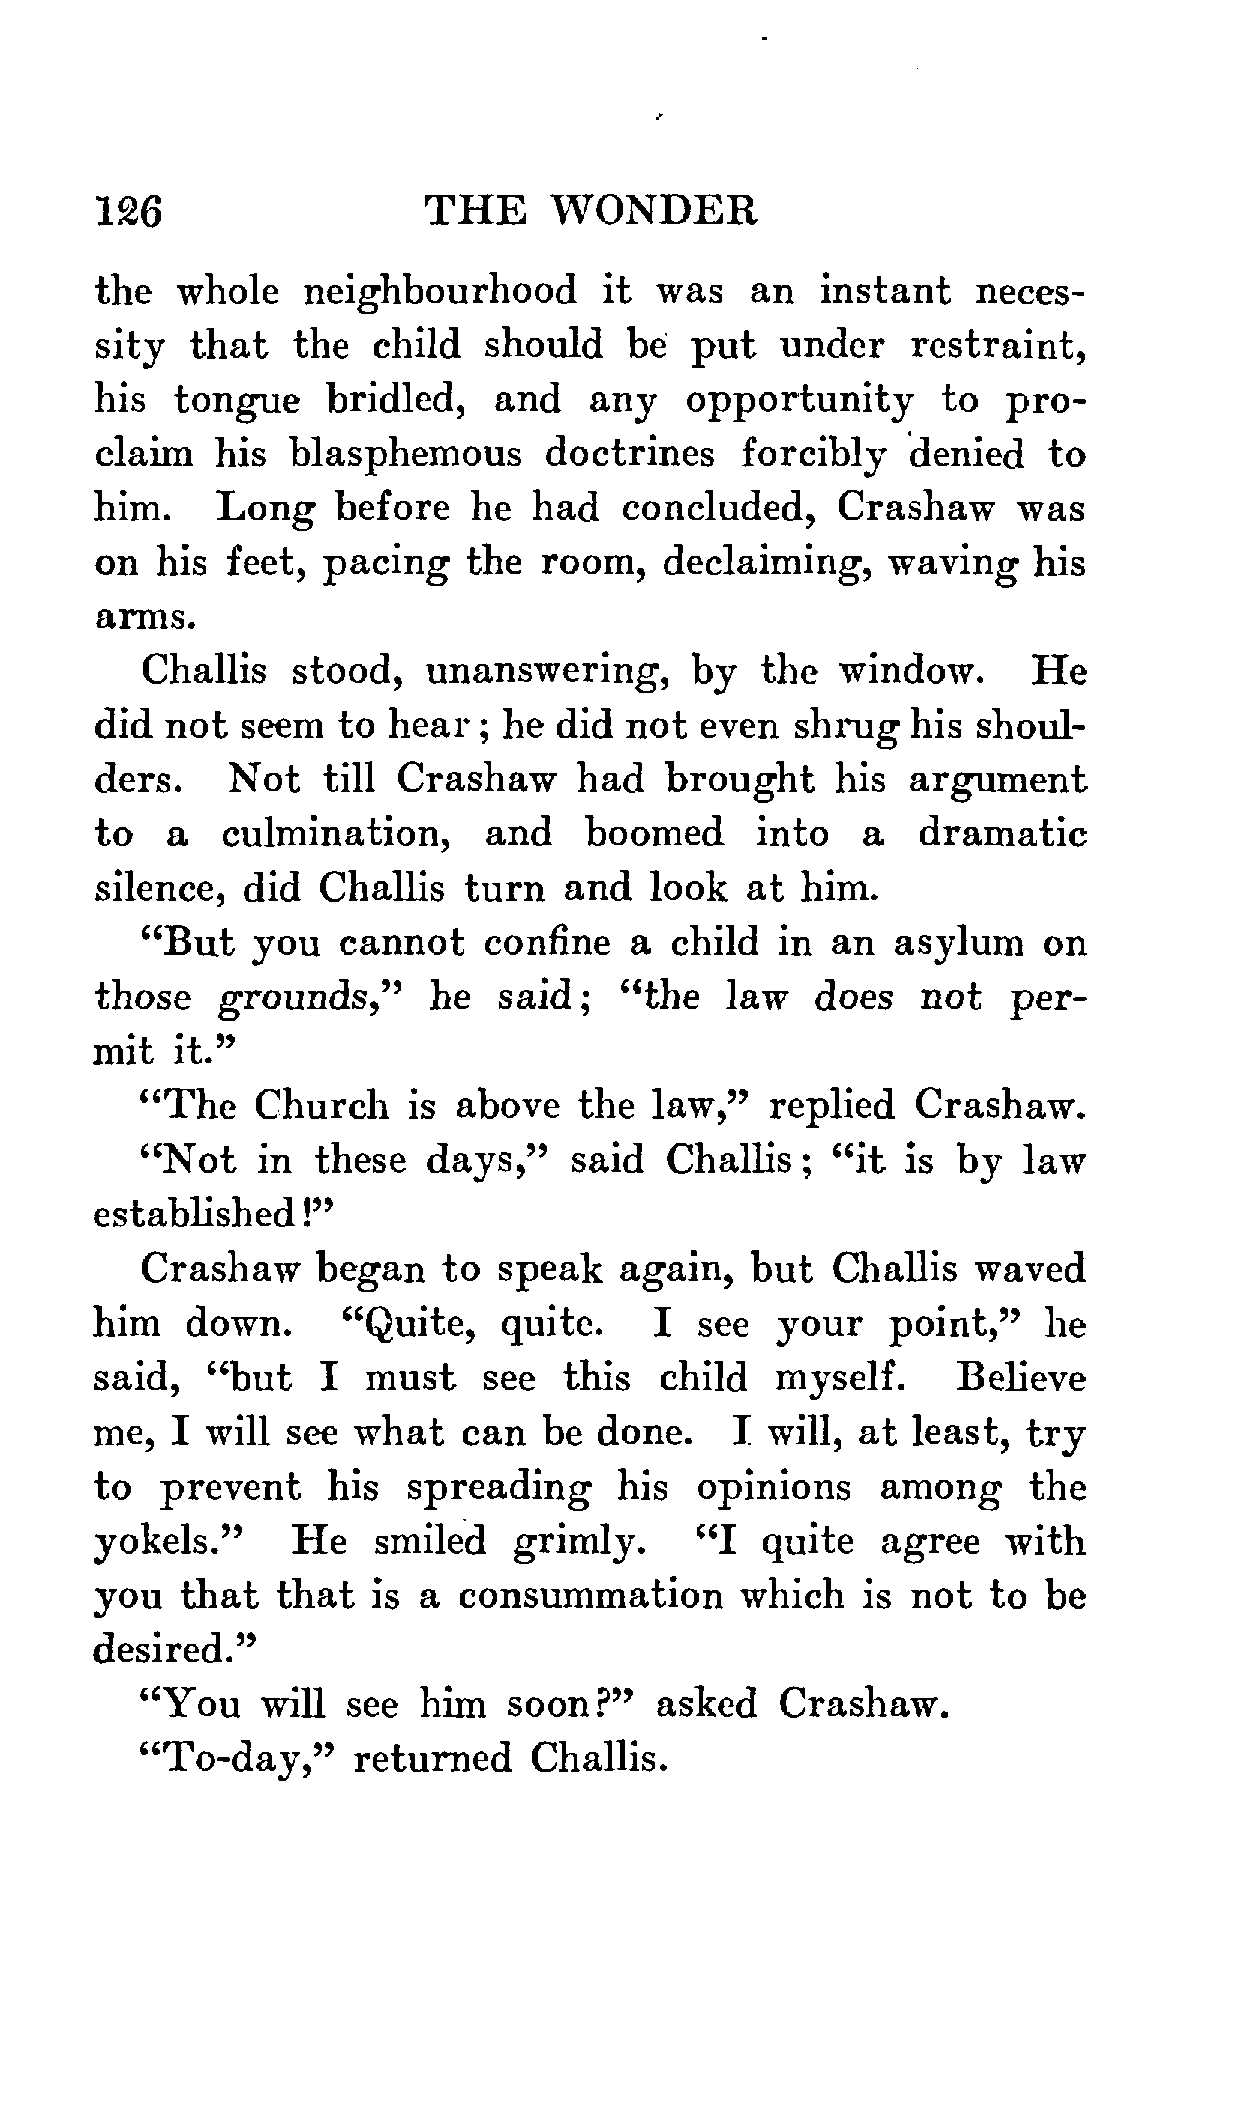 126 THE WONDER
the whole neighbourhood it was an instant neces-
sity that the child should be put under restraint,
his tongue bridled, and any opportunity to pro-
claim his blasphemous doctrines forcibly denied to
him. Long before he had concluded, Crashaw was
on his feet, pacing the room, declaiming, waving his
arms.
Challis stood, unanswering, by the window. He
did not seem to hear; he did not even shrug his shoul-
ders. Not till Crashaw had brought his argument
to a culmination, and boomed into a dramatic
silence, did Challis turn and look at him.
“But you cannot confine a child in an asylum on
those grounds,” he said; “the law does not per-
mit it.”
“The Church is above the law,” replied Crashaw.
“Not in these days,” said Challis; “it is by law
established!”
Crashaw began to speak again, but Challis waved
him down. “Quite, quite. I see your point,” he
said, “but I must see this child myself. Believe
me, I will see what can be done. I will, at least, try
to prevent his spreading his opinions among the
yokels.” He smiled grimly. “I quite agree with
you that that is a consummation which is not to be
desired.”
“You will see him soon?” asked Crashaw.
“To-day,” returned Challis.